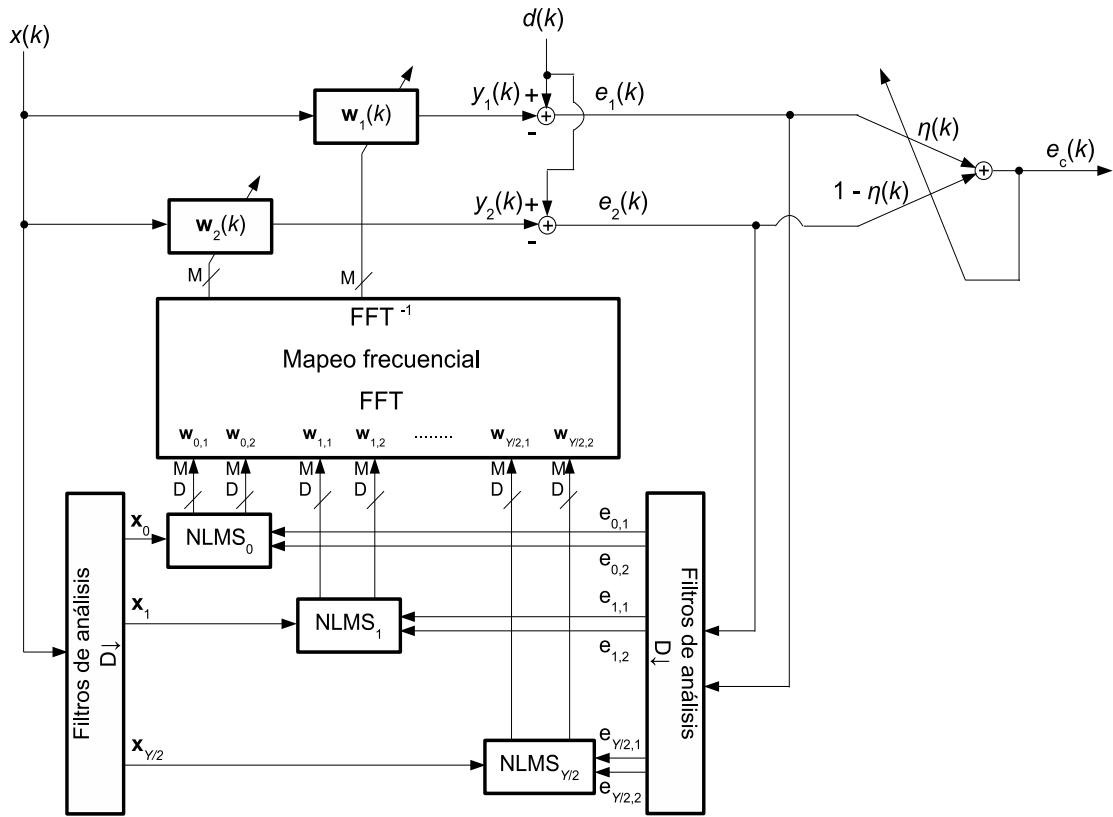 x(k)
d(k)
w1(k)
y1(k)
+
-
e1(k)
η(k)
ec(k)
w2(k)
y2(k)
+
-
e2(k)
1 - η(k)
M
M
FFT -1
Mapeo frecuencial
FFT
w0,1 w0,2 w1,1 w1,2 ........ wY/2,1 wY/2,2
M M M M M M
D D D D D D
Filtros de análisis
D↓
x0
NLMS0
e0,1
e0,2
x1
NLMS1
e1,1
e1,2
xY/2
NLMSY/2
eY/2,1
eY/2,2
Filtros de análisis
D↓